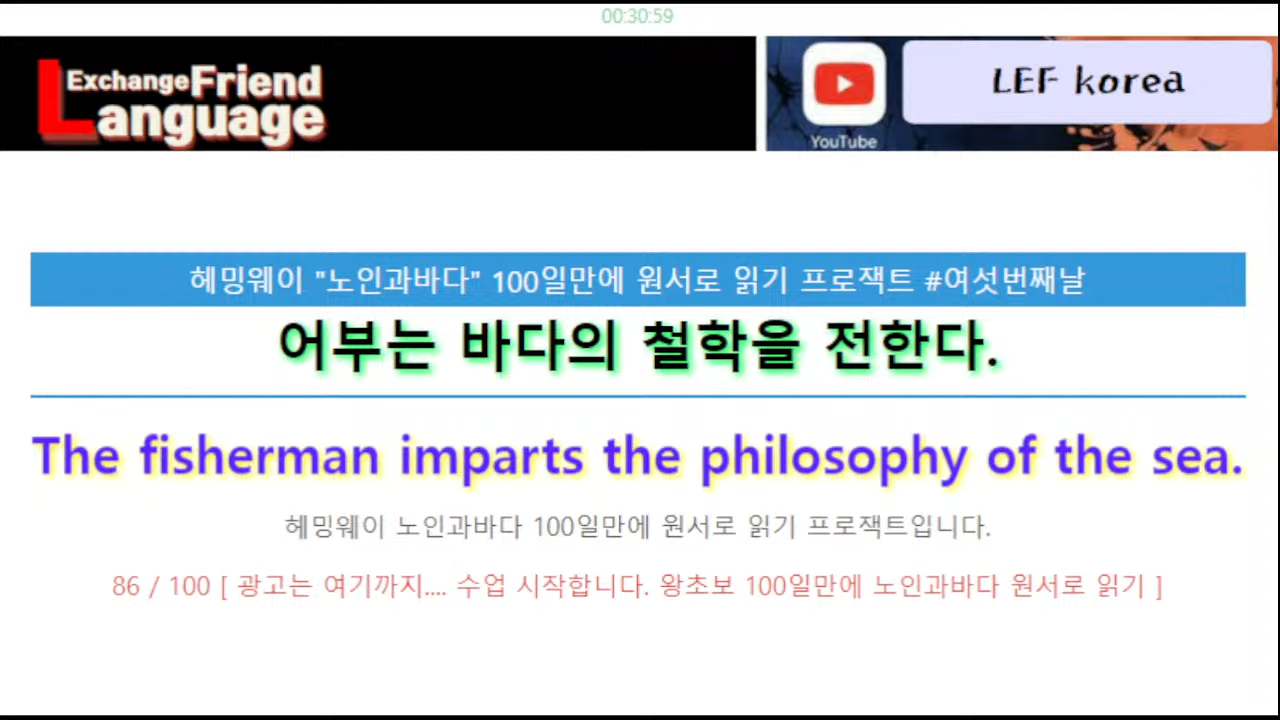 00:30:59
ExchangeFriend
Language
YouTube
LEF korea
헤밍웨이 "노인과바다" 100일만에 원서로 읽기 프로잭트 #여섯번째날
어부는 바다의 철학을 전한다.
The fisherman imparts the philosophy of the sea.
헤밍웨이 노인과바다 100일만에 원서로 읽기 프로잭트입니다.
86 / 100 [ 광고는 여기까지.... 수업 시작합니다. 왕초보 100일만에 노인과바다 원서로 읽기 ]